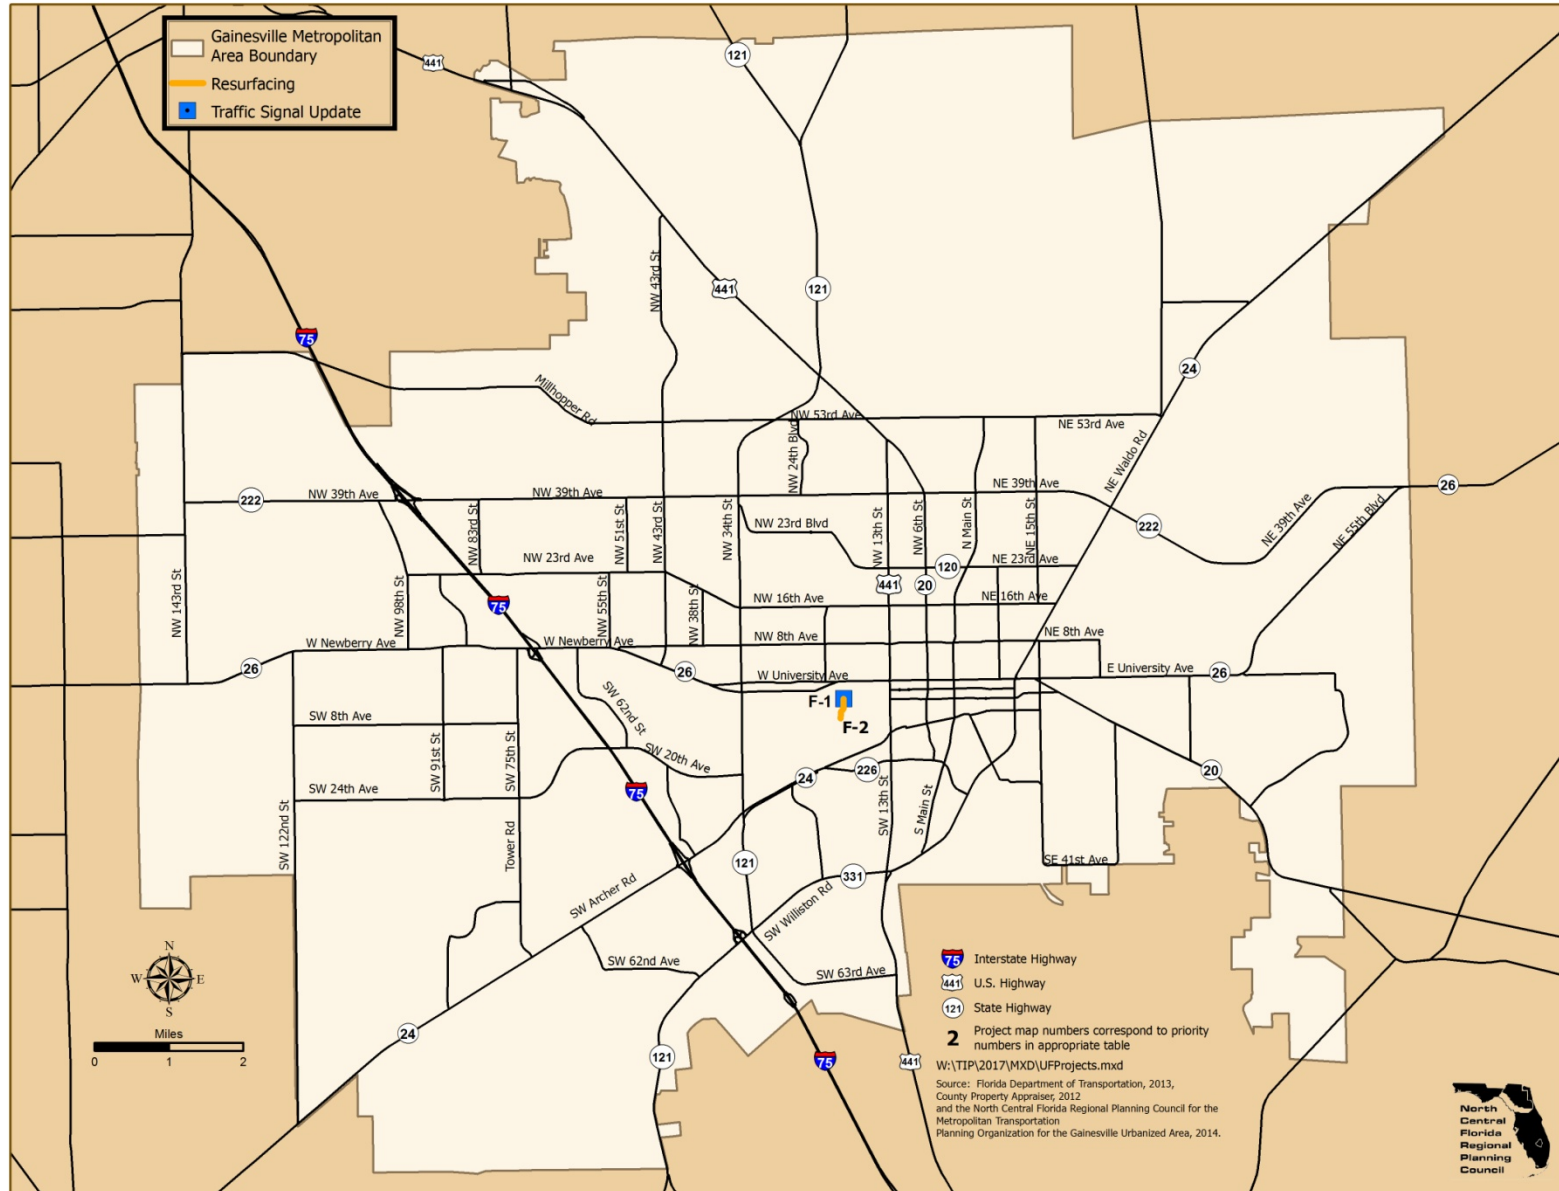 Gainesville Metropolitan
Area Boundary
Resurfacing
Traffic Signal Update
441
121
75
NW 43rd St
441
121
24
Millhopper Rd
NW 53rd Ave
NE 53rd Ave
NW 24th Blvd
NE Waldo Rd
222
NW 39th Ave
NW 39th Ave
NE 39th Ave
26
NW 83rd St
NW 51st St
NW 43rd St
NW 34th St
NW 23rd Blvd
NW 13th St
NW 6th St
N Main St
NE 15th St
222
NE 39th Ave
NE 55th Blvd
NW 23rd Ave
120
NE 23rd Ave
NW 143rd St
NW 98th St
75
NW 55th St
NW 38th St
441
20
NW 16th Ave
NE 16th Ave
W Newberry Ave
W Newberry Ave
NW 8th Ave
NE 8th Ave
26
26
W University Ave
E University Ave
26
SW 62nd St
F-1
F-2
SW 8th Ave
SW 91st St
SW 75th St
SW 20th Ave
24
226
20
SW 24th Ave
75
SW 122nd St
Tower Rd
SW 13th St
S Main St
121
331
SE 41st Ave
SW Archer Rd
SW Williston Rd
SW 62nd Ave
SW 63rd Ave
N
W
E
S
Miles
0
1
2
24
121
75
441
75
Interstate Highway
441
U.S. Highway
121
State Highway
2
Project map numbers correspond to priority
numbers in appropriate table
W:\TIP\2017\MXD\UFProjects.mxd
Source: Florida Department of Transportation, 2013,
County Property Appraiser, 2012
and the North Central Florida Regional Planning Council for the
Metropolitan Transportation
Planning Organization for the Gainesville Urbanized Area, 2014.
North
Central
Florida
Regional
Planning
Council